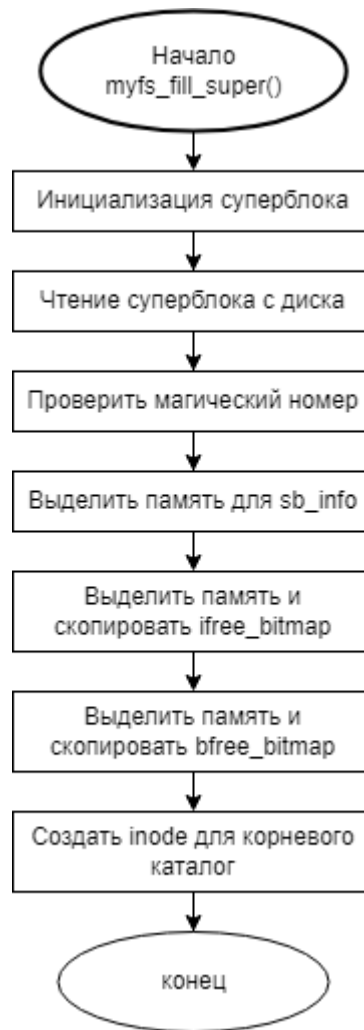 Начало
myfs_fill_super()
Инициализация суперблока
Чтение суперблока с диска
Проверить магический номер
Выделить память для sb_info
Выделить память и
скопировать ifree_bitmap
Выделить память и
скопировать bfree_bitmap
Создать inode для корневого
каталог
конец